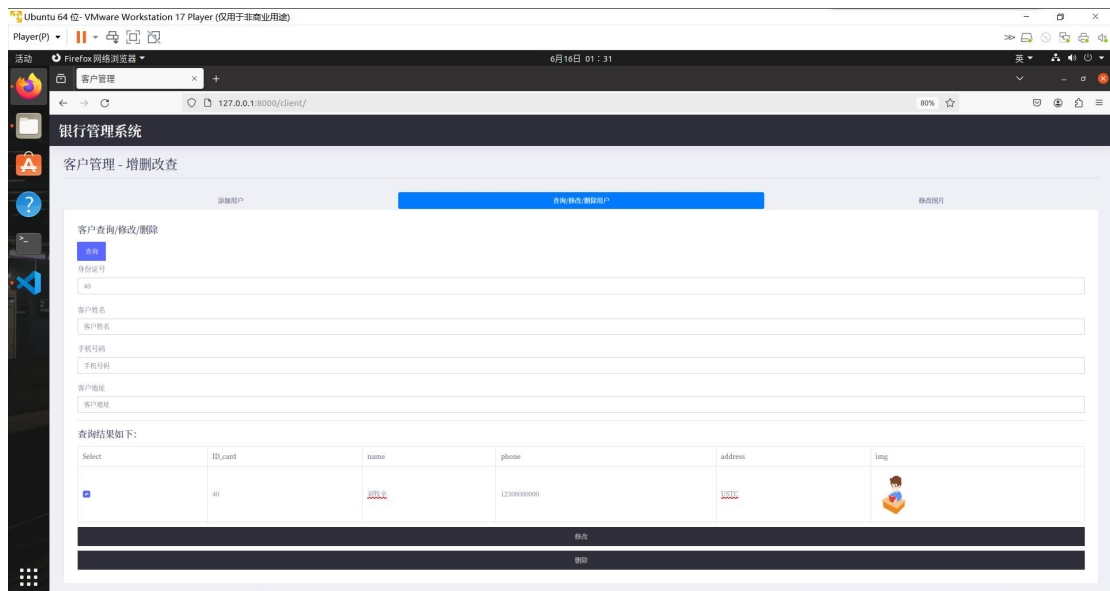 Ubuntu 64 位- VMware Workstation 17 Player (仅用于非商业用途)
Player(P)
活动 Firefox 网络浏览器 6月16日 01：31 英
客户管理
127.0.0.1:8000/client/ 80%
银行管理系统
客户管理 - 增删改查
添加用户 查询/修改/删除用户 修改图片
客户查询/修改/删除
查询
身份证号
40
客户姓名
客户姓名
手机号码
手机号码
客户地址
客户地址
查询结果如下：
Select ID_card name phone address img
40 12300000000 USTC
修改
删除